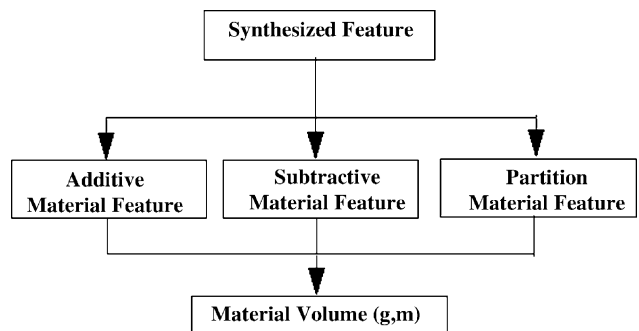 Synthesized Feature
Additive
Material Feature
Subtractive
Material Feature
Partition
Material Feature
Material Volume (g,m)